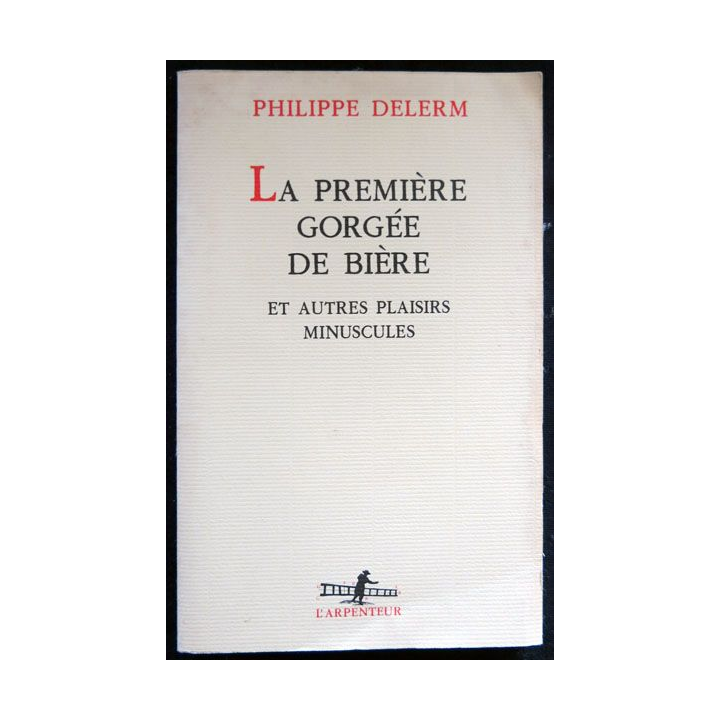 PHILIPPE DELERM
LA PREMIÈRE
GORGÉE
DE BIÈRE
ET AUTRES PLAISIRS
MINUSCULES
L'ARPENTEUR